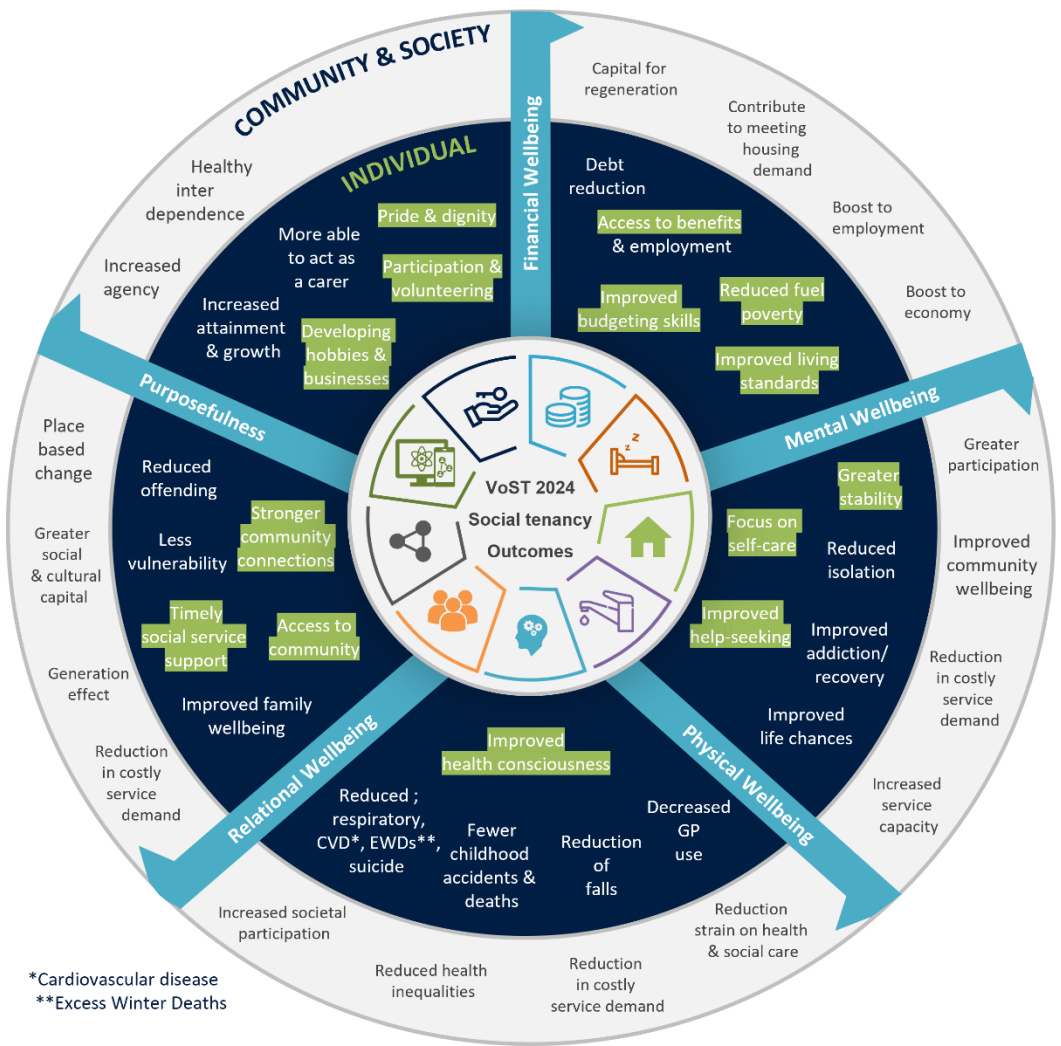 COMMUNITY & SOCIETY
INDIVIDUAL
Financial Wellbeing
Capital for
regeneration
Contribute
to meeting
housing
demand
Boost to
employment
Boost to
economy
Debt
reduction
Access to benefits
& employment
Improved
budgeting skills
Reduced fuel
poverty
Improved living
standards
Mental Wellbeing
Greater
participation
Improved
community
wellbeing
Reduction
in costly
service
demand
Increased
service
capacity
Greater
stability
Focus on
self-care
Reduced
isolation
Improved
help-seeking
Improved
addiction/
recovery
Improved
life chances
Physical Wellbeing
Improved
health consciousness
Reduced ;
respiratory,
CVD*, EWDs**,
suicide
Fewer
childhood
accidents &
deaths
Reduction
of
falls
Decreased
GP
use
Reduction
strain on health
& social care
Reduction
in costly
service demand
Reduced health
inequalities
Increased societal
participation
Relational Wellbeing
Reduced
offending
Stronger
community
connections
Less
vulnerability
Timely
social service
support
Access to
community
Improved family
wellbeing
Place
based
change
Greater
social
& cultural
capital
Generation
effect
Reduction
in costly
service
demand
Purposefulness
Healthy
inter
dependence
Increased
agency
Pride & dignity
More able
to act as
a carer
Participation &
volunteering
Increased
attainment
& growth
Developing
hobbies &
businesses
z
z
z
VoST 2024
Social tenancy
Outcomes
*Cardiovascular disease
**Excess Winter Deaths